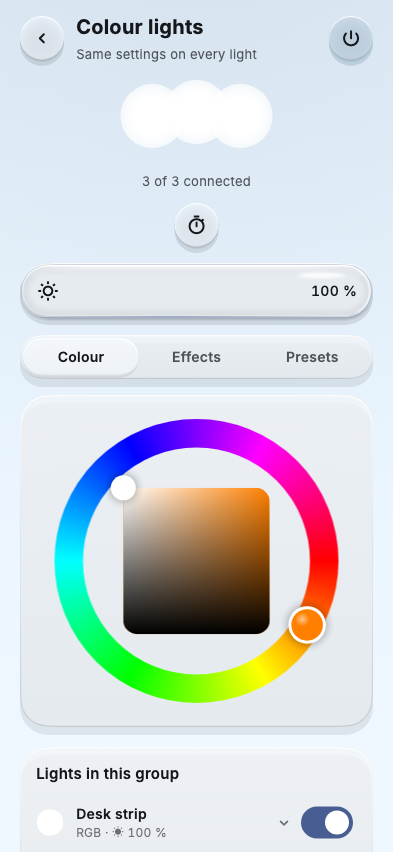 Colour lights
Same settings on every light
3 of 3 connected
100 %
Colour
Effects
Presets
Lights in this group
Desk strip
RGB · ☀ 100 %